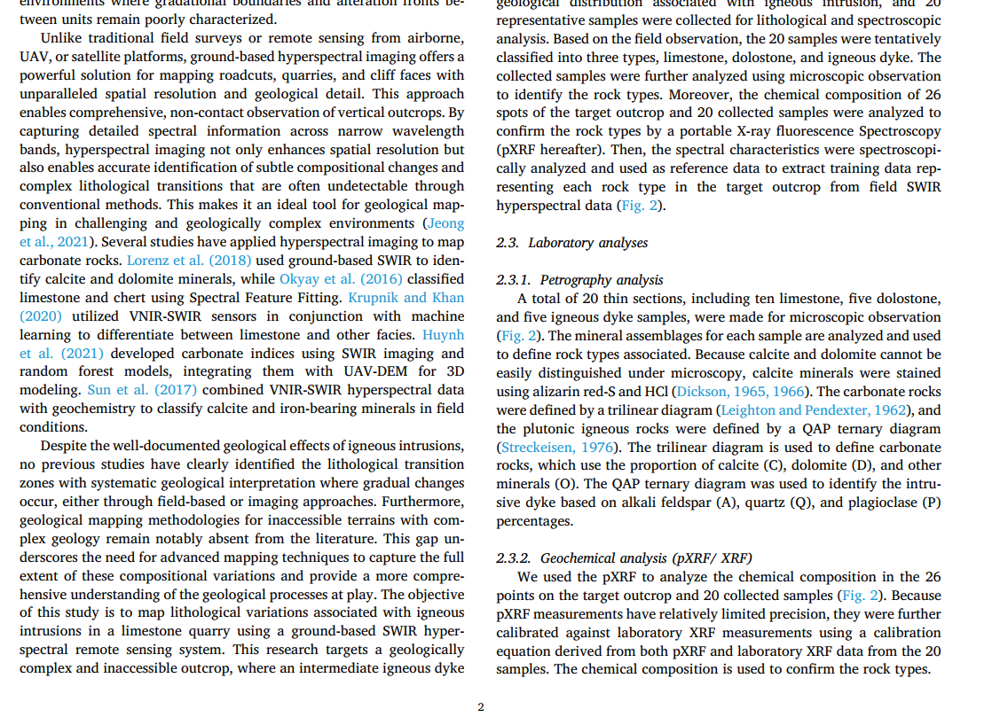 environments where gradational boundaries and alteration fronts be-
tween units remain poorly characterized.
Unlike traditional field surveys or remote sensing from airborne,
UAV, or satellite platforms, ground-based hyperspectral imaging offers a
powerful solution for mapping roadcuts, quarries, and cliff faces with
unparalleled spatial resolution and geological detail. This approach
enables comprehensive, non-contact observation of vertical outcrops. By
capturing detailed spectral information across narrow wavelength
bands, hyperspectral imaging not only enhances spatial resolution but
also enables accurate identification of subtle compositional changes and
complex lithological transitions that are often undetectable through
conventional methods. This makes it an ideal tool for geological map-
ping in challenging and geologically complex environments (Jeong
et al., 2021). Several studies have applied hyperspectral imaging to map
carbonate rocks. Lorenz et al. (2018) used ground-based SWIR to iden-
tify calcite and dolomite minerals, while Okyay et al. (2016) classified
limestone and chert using Spectral Feature Fitting. Krupnik and Khan
(2020) utilized VNIR-SWIR sensors in conjunction with machine
learning to differentiate between limestone and other facies. Huynh
et al. (2021) developed carbonate indices using SWIR imaging and
random forest models, integrating them with UAV-DEM for 3D
modeling. Sun et al. (2017) combined VNIR-SWIR hyperspectral data
with geochemistry to classify calcite and iron-bearing minerals in field
conditions.
Despite the well-documented geological effects of igneous intrusions,
no previous studies have clearly identified the lithological transition
zones with systematic geological interpretation where gradual changes
occur, either through field-based or imaging approaches. Furthermore,
geological mapping methodologies for inaccessible terrains with com-
plex geology remain notably absent from the literature. This gap un-
derscores the need for advanced mapping techniques to capture the full
extent of these compositional variations and provide a more compre-
hensive understanding of the geological processes at play. The objective
of this study is to map lithological variations associated with igneous
intrusions in a limestone quarry using a ground-based SWIR hyper-
spectral remote sensing system. This research targets a geologically
complex and inaccessible outcrop, where an intermediate igneous dyke
geological distribution associated with igneous intrusion, and 20
representative samples were collected for lithological and spectroscopic
analysis. Based on the field observation, the 20 samples were tentatively
classified into three types, limestone, dolostone, and igneous dyke. The
collected samples were further analyzed using microscopic observation
to identify the rock types. Moreover, the chemical composition of 26
spots of the target outcrop and 20 collected samples were analyzed to
confirm the rock types by a portable X-ray fluorescence Spectroscopy
(pXRF hereafter). Then, the spectral characteristics were spectroscopi-
cally analyzed and used as reference data to extract training data rep-
resenting each rock type in the target outcrop from field SWIR
hyperspectral data (Fig. 2).
2.3. Laboratory analyses
2.3.1. Petrography analysis
A total of 20 thin sections, including ten limestone, five dolostone,
and five igneous dyke samples, were made for microscopic observation
(Fig. 2). The mineral assemblages for each sample are analyzed and used
to define rock types associated. Because calcite and dolomite cannot be
easily distinguished under microscopy, calcite minerals were stained
using alizarin red-S and HCl (Dickson, 1965, 1966). The carbonate rocks
were defined by a trilinear diagram (Leighton and Pendexter, 1962), and
the plutonic igneous rocks were defined by a QAP ternary diagram
(Streckeisen, 1976). The trilinear diagram is used to define carbonate
rocks, which use the proportion of calcite (C), dolomite (D), and other
minerals (O). The QAP ternary diagram was used to identify the intru-
sive dyke based on alkali feldspar (A), quartz (Q), and plagioclase (P)
percentages.
2.3.2. Geochemical analysis (pXRF/ XRF)
We used the pXRF to analyze the chemical composition in the 26
points on the target outcrop and 20 collected samples (Fig. 2). Because
pXRF measurements have relatively limited precision, they were further
calibrated against laboratory XRF measurements using a calibration
equation derived from both pXRF and laboratory XRF data from the 20
samples. The chemical composition is used to confirm the rock types.
2